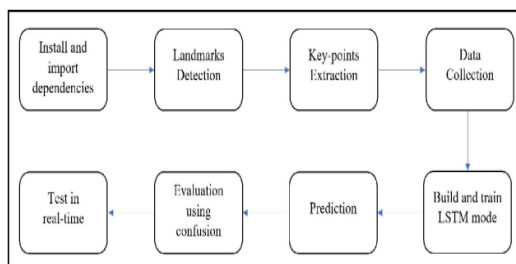 Install and
import
dependencies
Landmarks
Detection
Key-points
Extraction
Data
Collection
Build and train
LSTM mode
Prediction
Evaluation
using
confusion
Test in
real-time